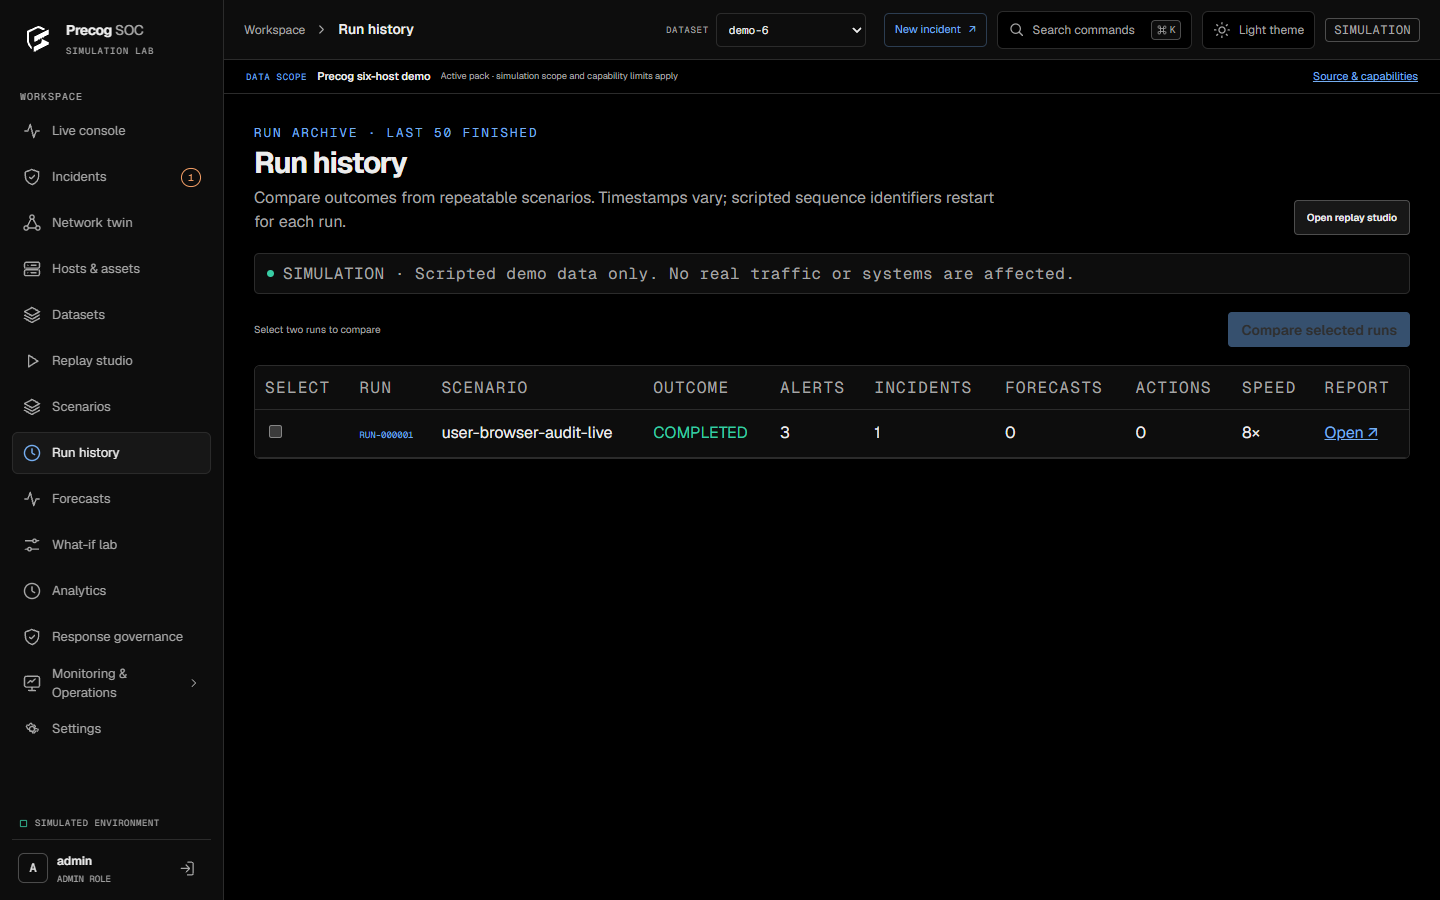 Precog SOC
SIMULATION LAB
WORKSPACE
Live console
Incidents
1
Network twin
Hosts & assets
Datasets
Replay studio
Scenarios
Run history
Forecasts
What-if lab
Analytics
Response governance
Monitoring &
Operations
Settings
SIMULATED ENVIRONMENT
A
admin
ADMIN ROLE
Workspace > Run history
DATASET demo-6
New incident ↗
Search commands ⌘ K
Light theme
SIMULATION
DATA SCOPE Precog six-host demo Active pack · simulation scope and capability limits apply
Source & capabilities
RUN ARCHIVE · LAST 50 FINISHED
Run history
Compare outcomes from repeatable scenarios. Timestamps vary; scripted sequence identifiers restart
for each run.
Open replay studio
SIMULATION · Scripted demo data only. No real traffic or systems are affected.
Select two runs to compare
Compare selected runs
SELECT RUN SCENARIO OUTCOME ALERTS INCIDENTS FORECASTS ACTIONS SPEED REPORT
RUN-000001 user-browser-audit-live COMPLETED 3 1 0 0 8× Open ↗